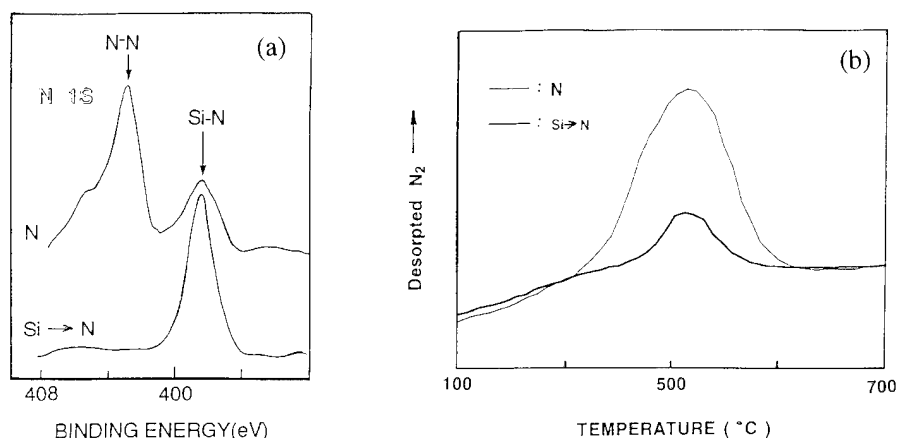 (a)
N-N
N 1S
Si-N
N
Si → N
408
400
BINDING ENERGY(eV)
(b)
— : N
— : Si→N
Desorpted N₂ →
100
500
700
TEMPERATURE ( °C )